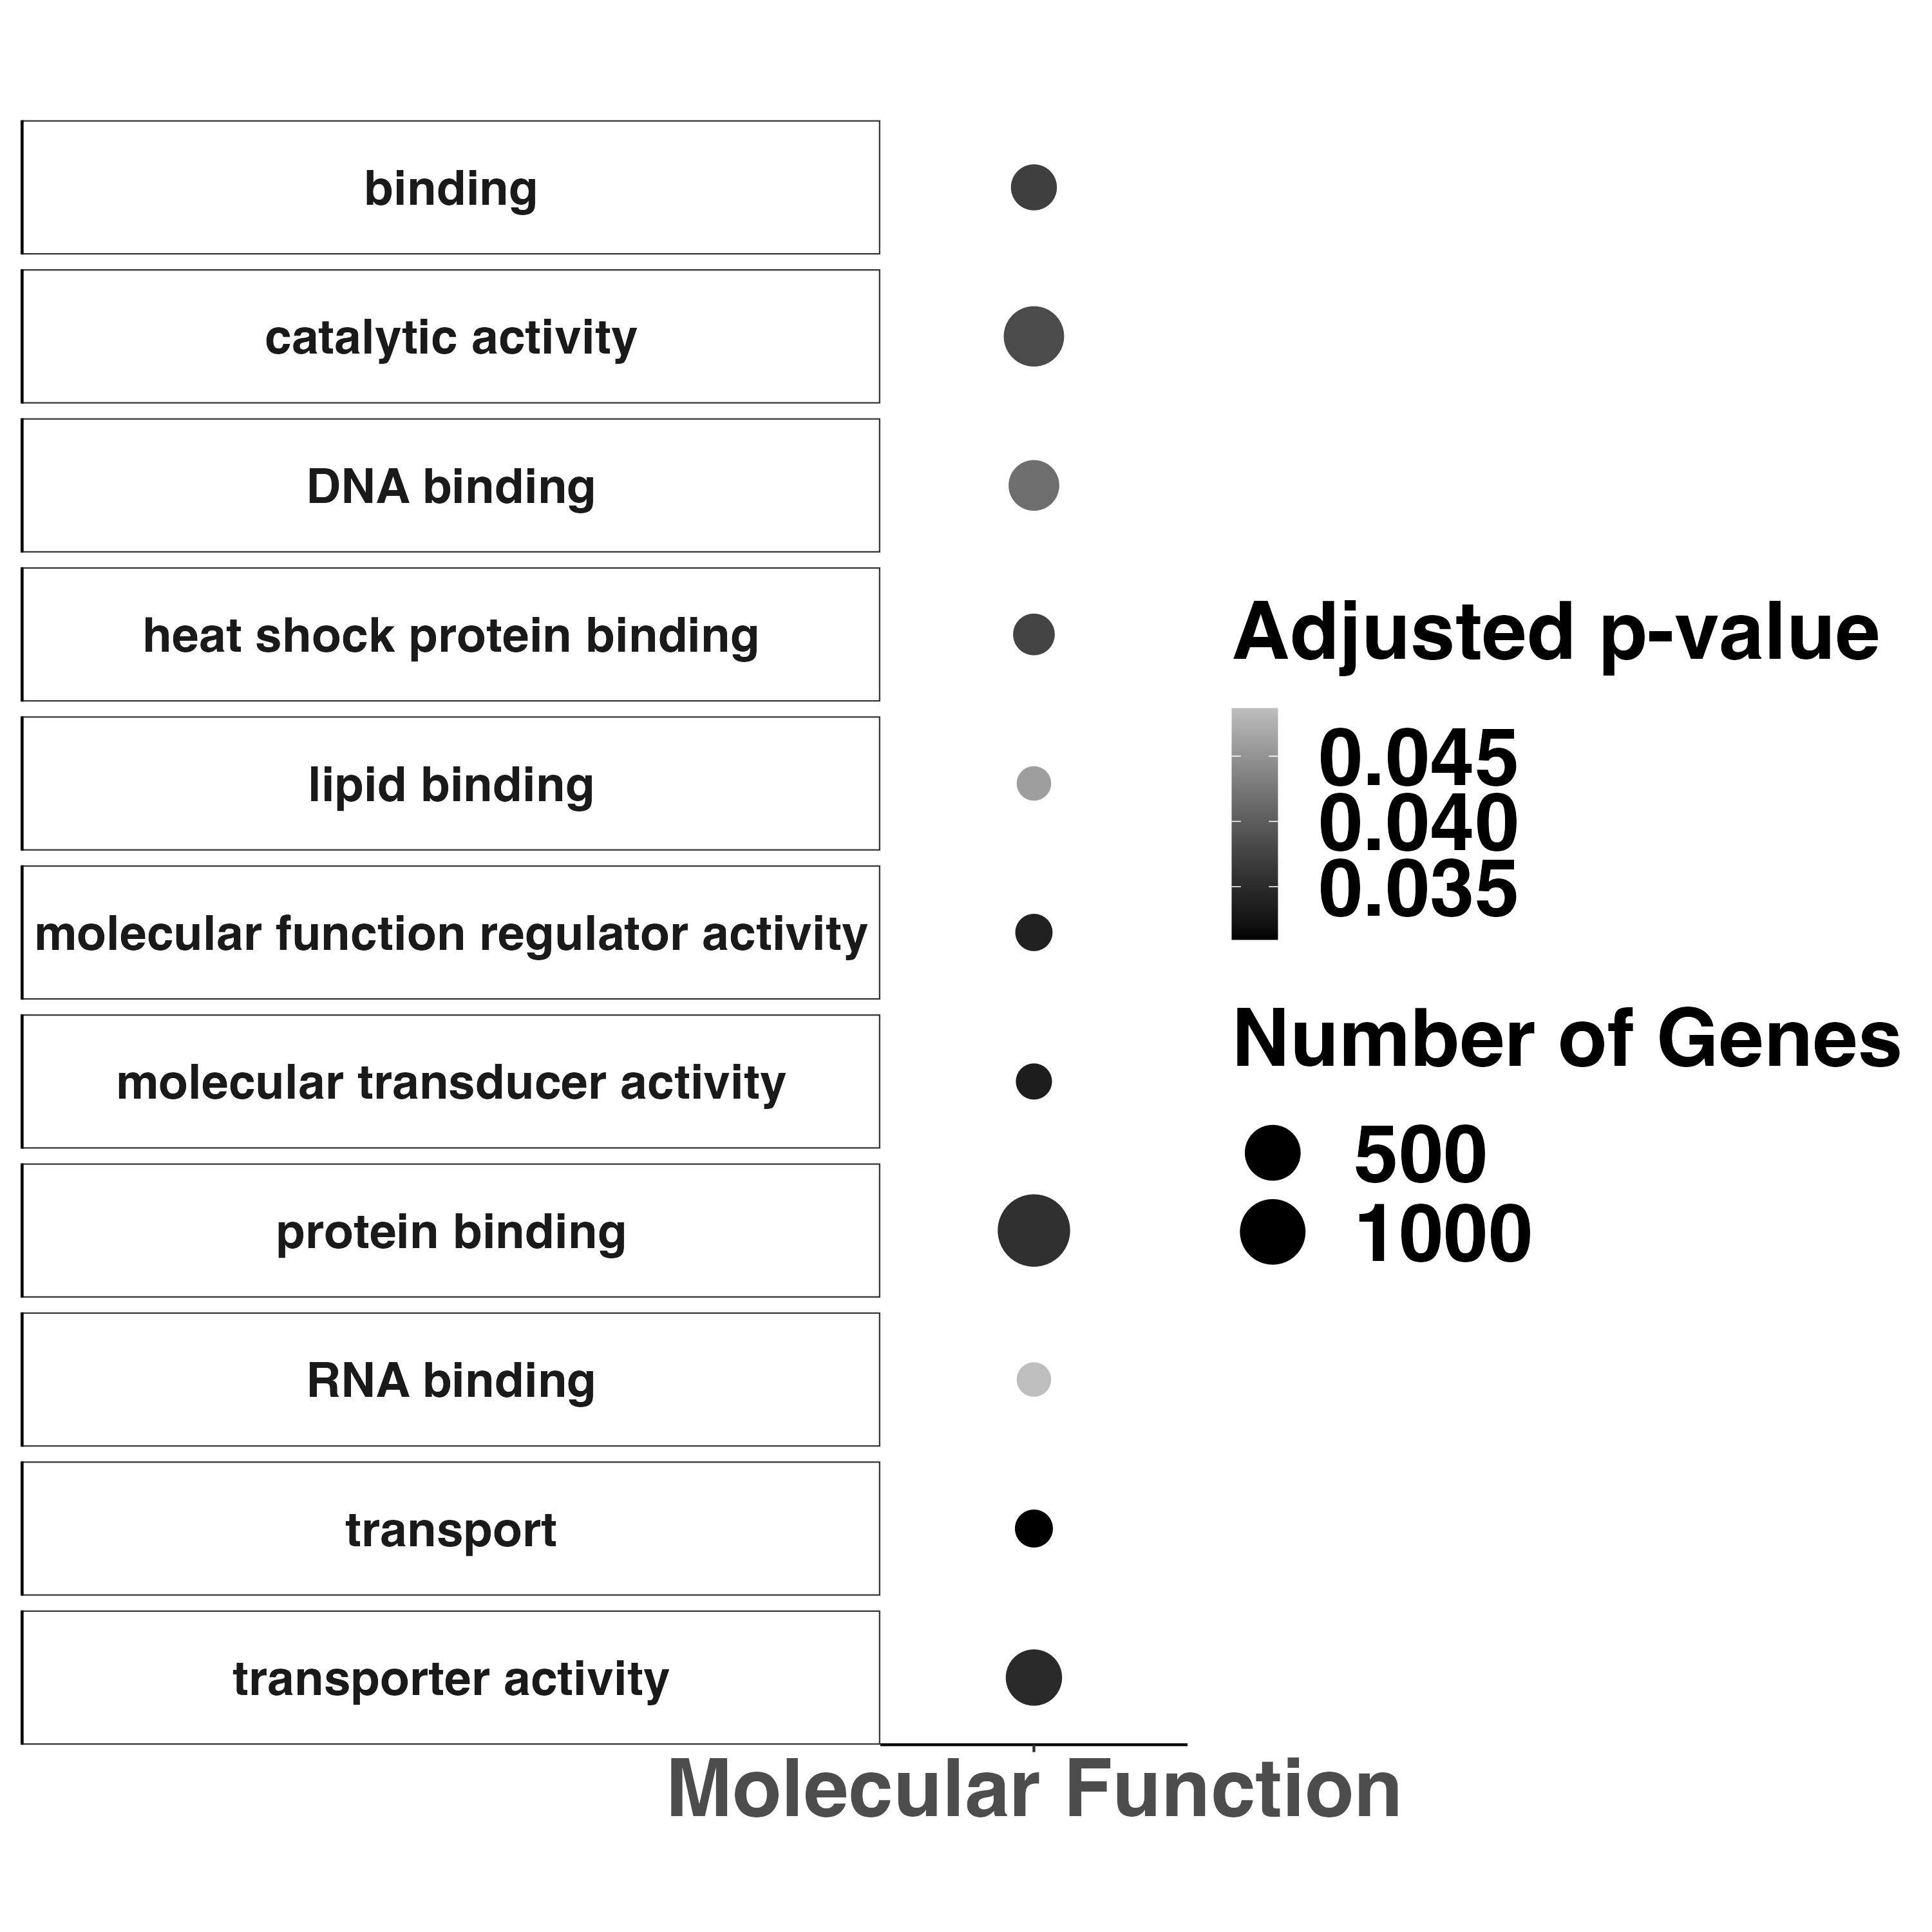 binding
catalytic activity
DNA binding
heat shock protein binding
lipid binding
molecular function regulator activity
molecular transducer activity
protein binding
RNA binding
transport
transporter activity
Molecular Function
Adjusted p-value
0.045
0.040
0.035
Number of Genes
500
1000